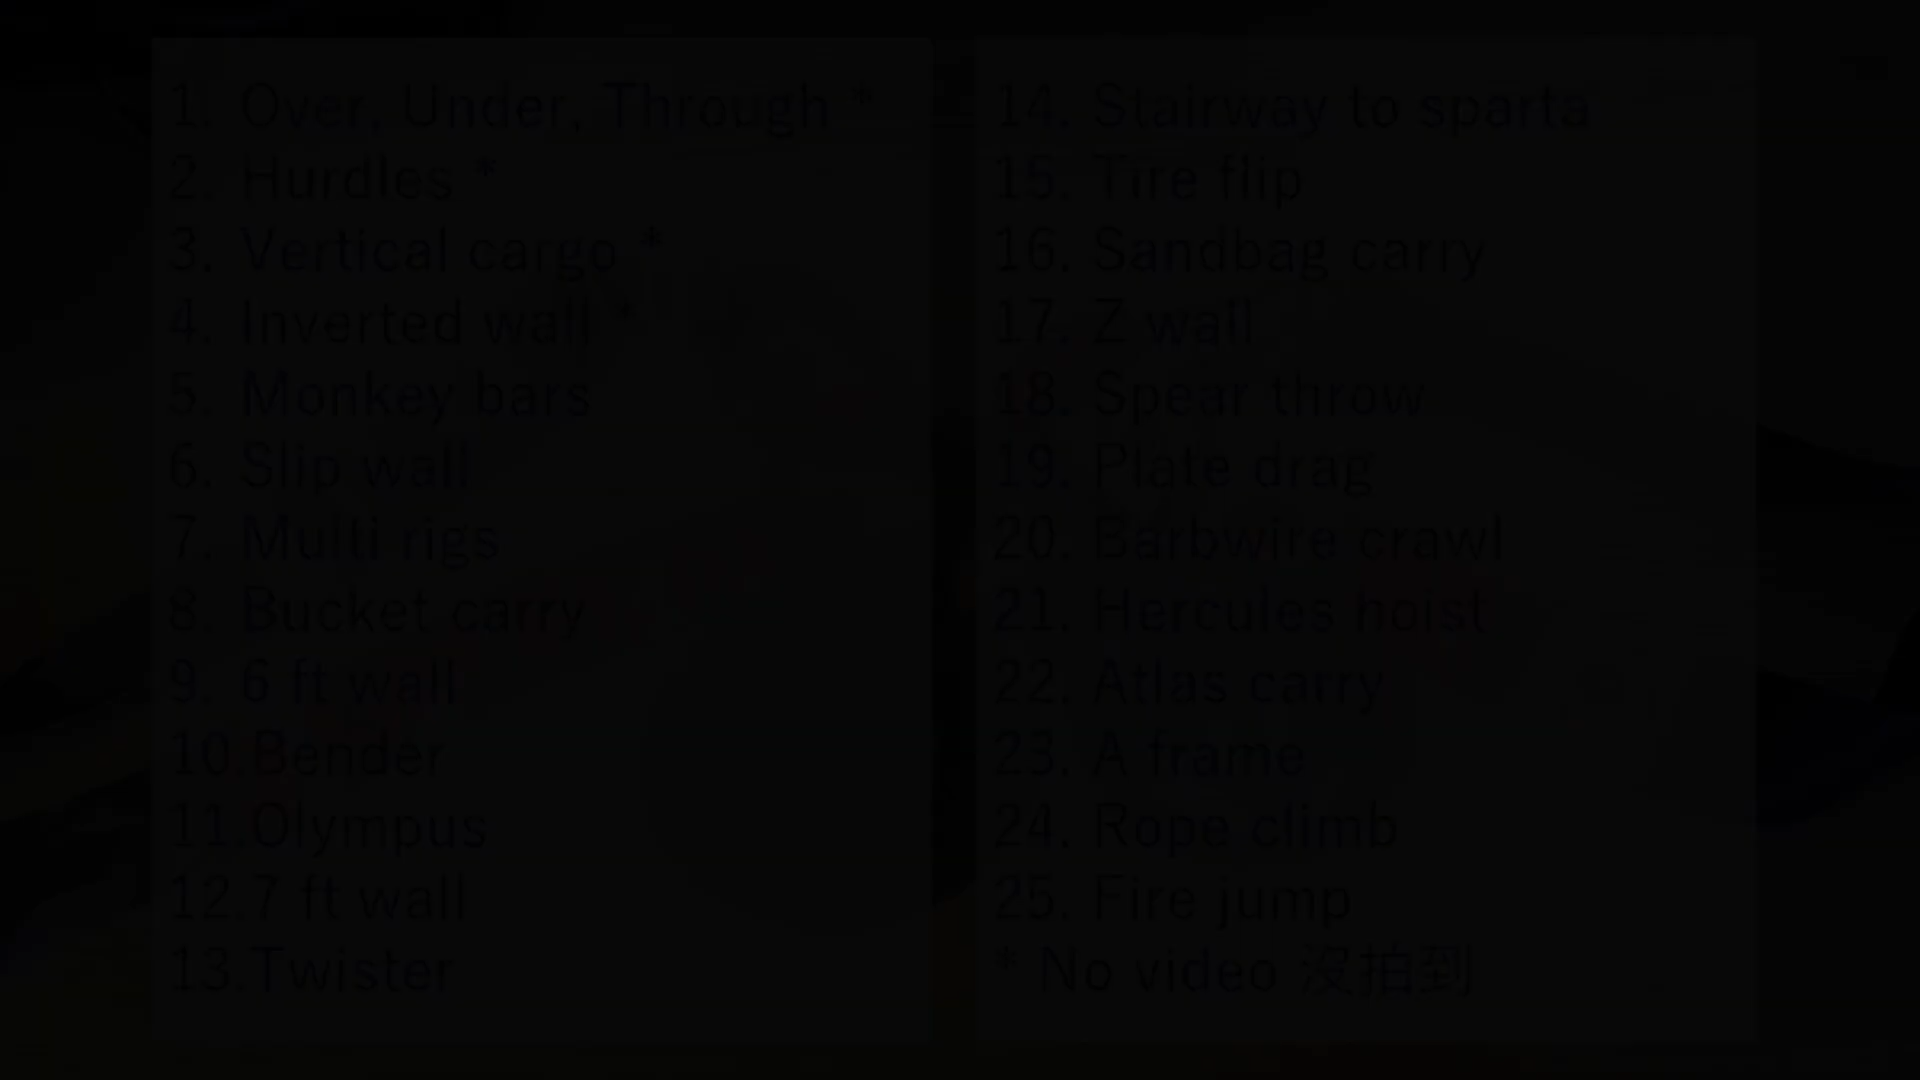 1. Over, Under, Through *
2. Hurdles *
3. Vertical cargo *
4. Inverted wall *
5. Monkey bars
6. Slip wall
7. Multi rigs
8. Bucket carry
9. 6 ft wall
10.Bender
11.Olympus
12.7 ft wall
13.Twister
14. Stairway to sparta
15. Tire flip
16. Sandbag carry
17. Z wall
18. Spear throw
19. Plate drag
20. Barbwire crawl
21. Hercules hoist
22. Atlas carry
23. A frame
24. Rope climb
25. Fire jump
* No video 沒拍到